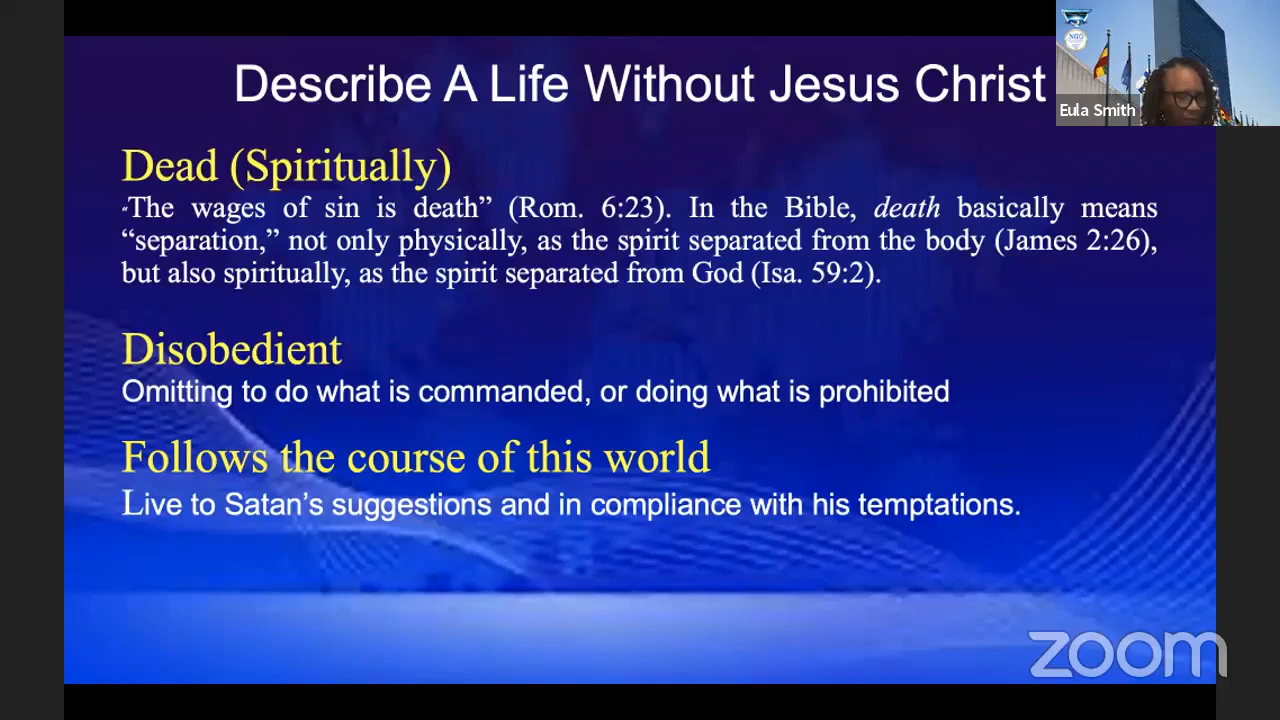 Describe A Life Without Jesus Christ
NGO
Eula Smith
Dead (Spiritually)
“The wages of sin is death” (Rom. 6:23). In the Bible, death basically means
“separation,” not only physically, as the spirit separated from the body (James 2:26),
but also spiritually, as the spirit separated from God (Isa. 59:2).
Disobedient
Omitting to do what is commanded, or doing what is prohibited
Follows the course of this world
Live to Satan’s suggestions and in compliance with his temptations.
zoom